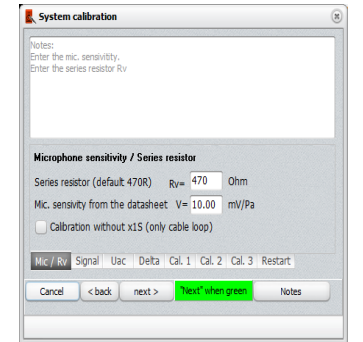 System calibration
Notes:
Enter the mic. sensivitity.
Enter the series resistor Rv
Microphone sensitivity / Series resistor
Series resistor (default 470R) Rv= 470 Ohm
Mic. sensivity from the datasheet V= 10.00 mV/Pa
Calbration without x1S (only cable loop)
Mic / Rv Signal Uac Delta Cal. 1 Cal. 2 Cal. 3 Restart
Cancel < back next > "Next" when green Notes